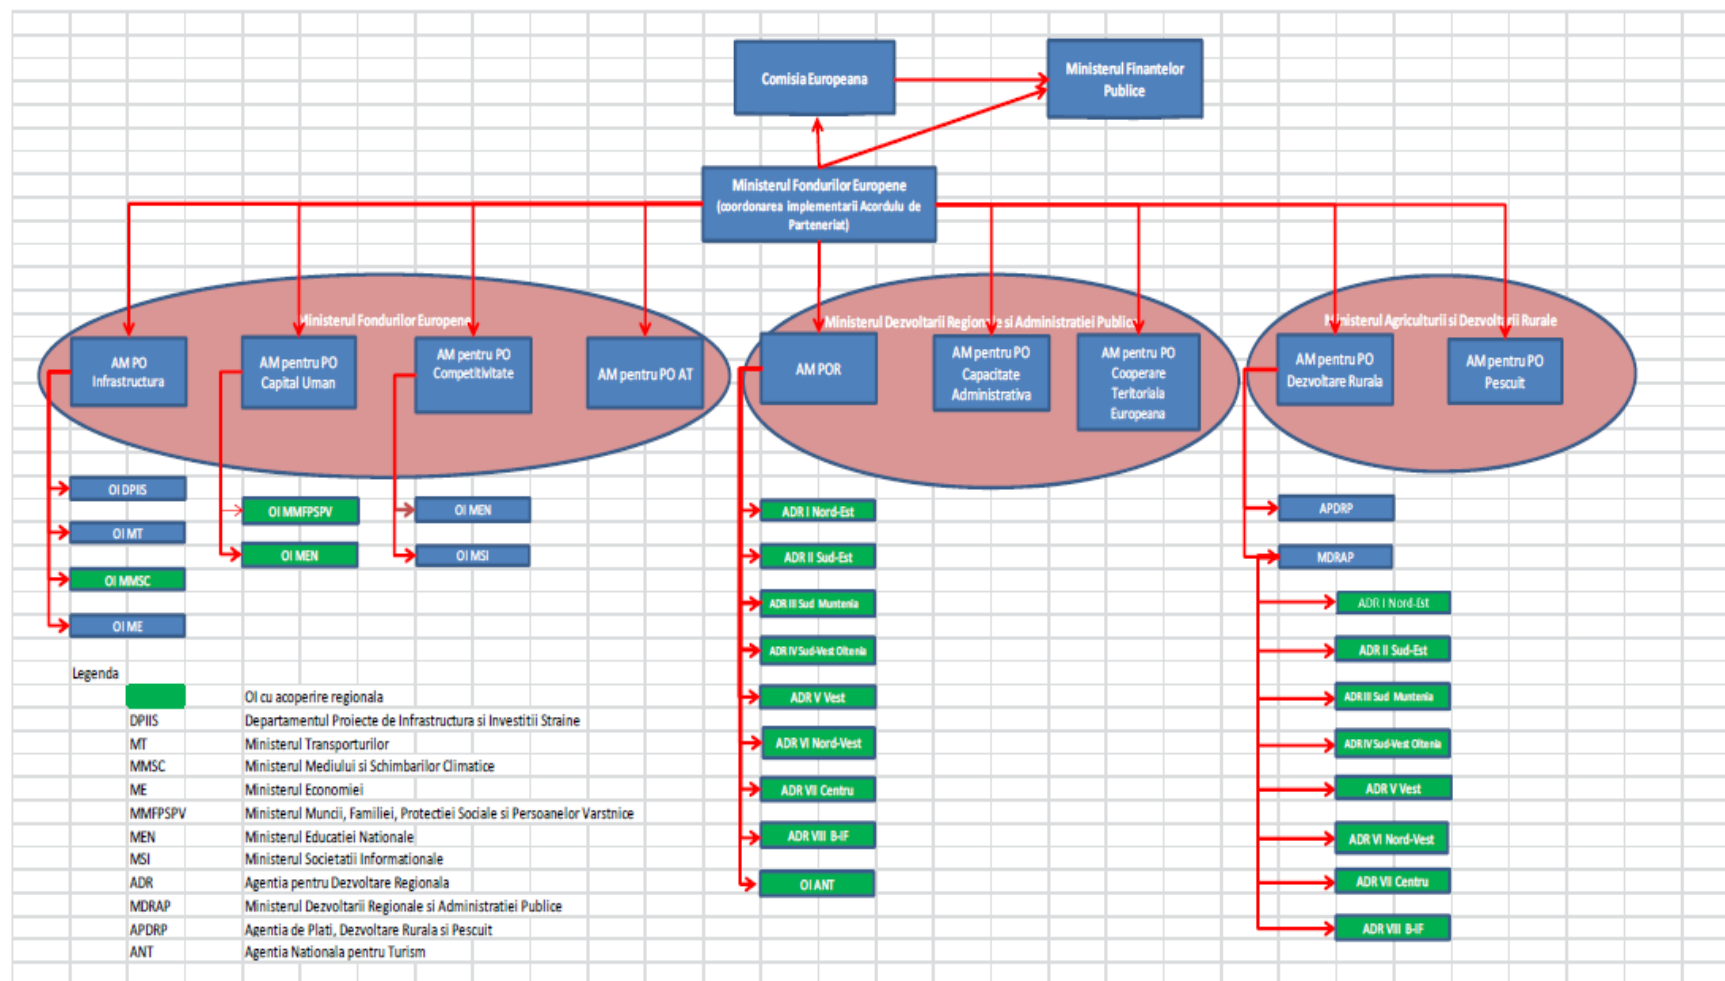 Comisia Europeana
Ministerul Finantelor
Publice
Ministerul Fondurilor Europene
(coordonarea implementarii Acordulu de
Parteneriat)
Ministerul Fondurilor Europene
AM PO
Infrastructura
AM pentru PO
Capital Uman
AM pentru PO
Competitivitate
AM pentru PO AT
Ministerul Dezvoltarii Regionale si Administratiei Publice
AM POR
AM pentru PO
Capacitate
Administrativa
AM pentru PO
Cooperare
Teritoriala
Europeana
Ministerul Agriculturii si Dezvoltarii Rurale
AM pentru PO
Dezvoltare Rurala
AM pentru PO
Pescuit
OI DPIIS
OI MT
OI MMSC
OI ME
OI MMFPSPV
OI MEN
OI MEN
OI MSI
ADR I Nord-Est
ADR II Sud-Est
ADR III Sud Muntenia
ADR IV Sud-Vest Oltenia
ADR V Vest
ADR VI Nord-Vest
ADR VII Centru
ADR VIII B-IF
OI ANT
APDRP
MDRAP
ADR I Nord-Est
ADR II Sud-Est
ADR III Sud Muntenia
ADR IV Sud-Vest Oltenia
ADR V Vest
ADR VI Nord-Vest
ADR VII Centru
ADR VIII B-IF
Legenda
OI cu acoperire regionala
DPIIS Departamentul Proiecte de Infrastructura si Investitii Straine
MT Ministerul Transporturilor
MMSC Ministerul Mediului si Schimbarilor Climatice
ME Ministerul Economiei
MMFPSPV Ministerul Muncii, Familiei, Protectiei Sociale si Persoanelor Varstnice
MEN Ministerul Educatiei Nationale
MSI Ministerul Societatii Informationale
ADR Agentia pentru Dezvoltare Regionala
MDRAP Ministerul Dezvoltarii Regionale si Administratiei Publice
APDRP Agentia de Plati, Dezvoltare Rurala si Pescuit
ANT Agentia Nationala pentru Turism